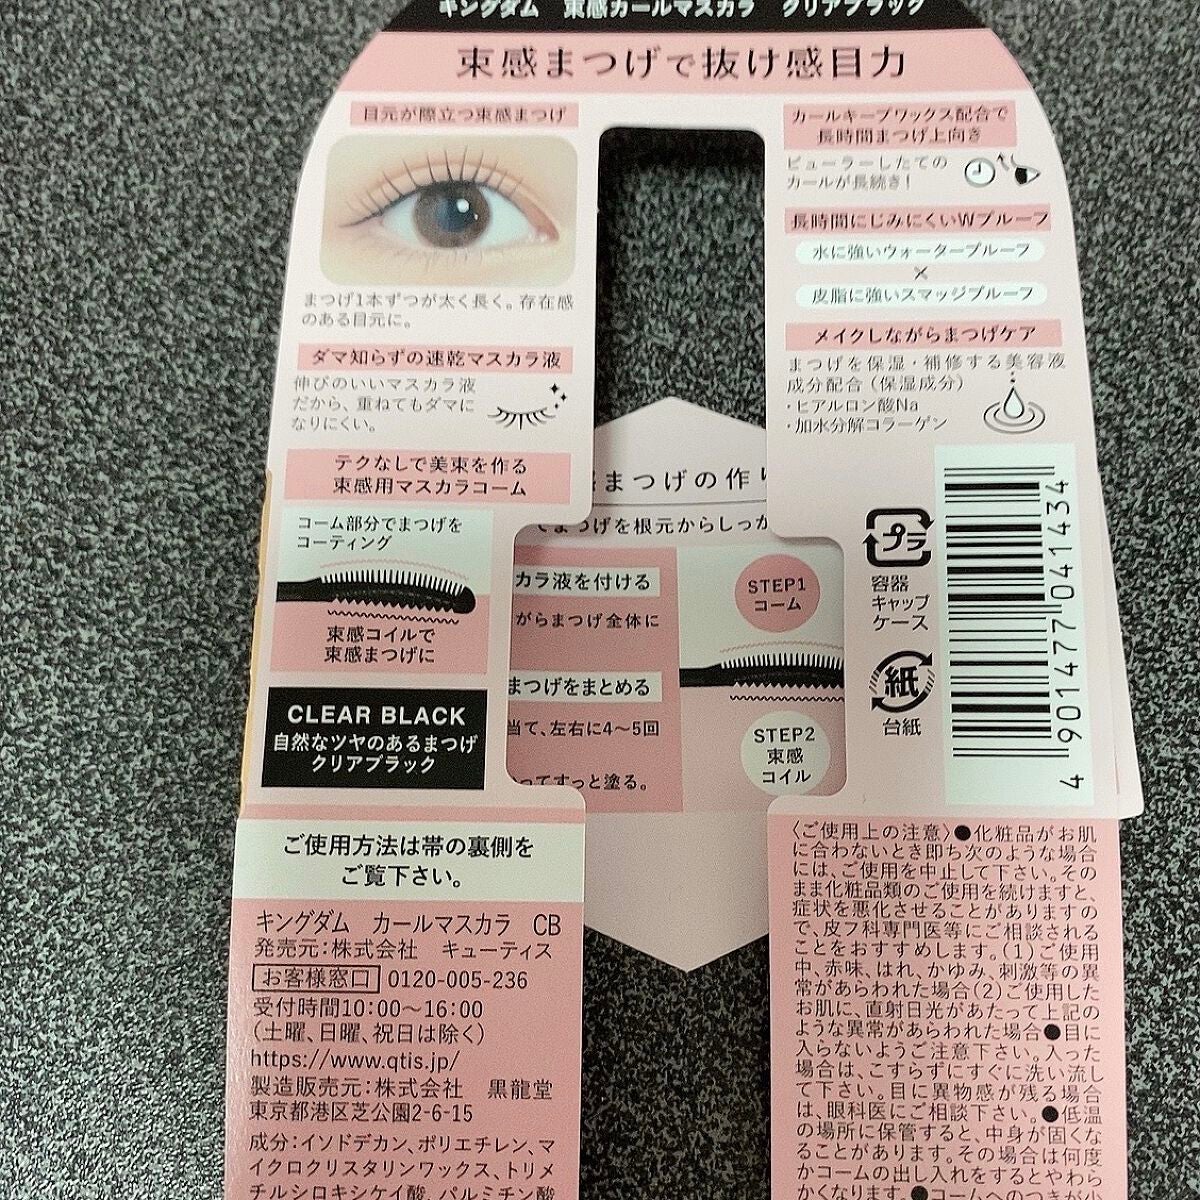 キングダム 束感カールマスカラ クリアブラック
束感まつげで抜け感目力
目元が際立つ束感まつげ
まつげ1本ずつが太く長く。存在感
のある目元に。
ダマ知らずの速乾マスカラ液
伸びのいいマスカラ液
だから、重ねてもダマに
なりにくい。
テクなしで美束を作る
束感用マスカラコーム
コーム部分でまつげを
コーティング
束感コイルで
束感まつげに
CLEAR BLACK
自然なツヤのあるまつげ
クリアブラック
カールキープワックス配合で
長時間まつげ上向き
ビューラーしたての
カールが長続き!
長時間にじみにくいWプルーフ
水に強いウォータープルーフ
×
皮脂に強いスマッジプルーフ
メイクしながらまつげケア
まつげを保湿・補修する美容液
成分配合（保湿成分）
・ヒアルロン酸Na
・加水分解コラーゲン
まつげの作り
でまつげを根元からしっか
カラ液を付ける
がらまつげ全体に
まつげをまとめる
当て、左右に4〜5回
ってすっと塗る。
STEP1
コーム
STEP2
束感
コイル
プラ
容器
キャップ
ケース
紙
台紙
4 901477 041434
ご使用方法は帯の裏側を
ご覧下さい。
キングダム カールマスカラ CB
発売元:株式会社 キューティス
お客様窓口 0120-005-236
受付時間10:00〜16:00
（土曜、日曜、祝日は除く）
https://www.qtis.jp/
製造販売元:株式会社 黒龍堂
東京都港区芝公園2-6-15
成分:イソドデカン、ポリエチレン、マ
イクロクリスタリンワックス、トリメ
チルシロキシケイ酸、パルミチン酸
〈ご使用上の注意〉●化粧品がお肌
に合わないとき即ち次のような場合
には、ご使用を中止して下さい。その
まま化粧品類のご使用を続けますと、
症状を悪化させることがありますの
で、皮フ科専門医等にご相談される
ことをおすすめします。(1)ご使用
中、赤味、はれ、かゆみ、刺激等の異
常があらわれた場合(2)ご使用した
お肌に、直射日光があたって上記の
ような異常があらわれた場合●目に
入らないようご注意下さい。入った
場合は、こすらずにすぐに洗い流し
て下さい。目に異物感が残る場合
は、眼科医にご相談下さい。●低温
の場所に保管すると、中身が固くな
ることがあります。その場合は何度
かコームの出し入れをするとやわら
かくなります。●コーム